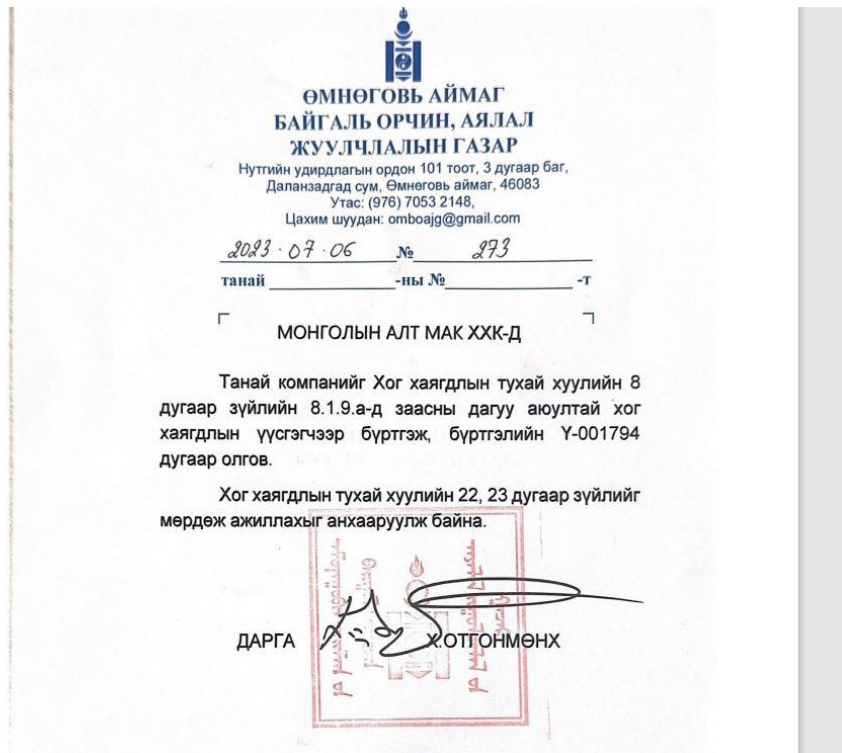 ӨМНӨГОВЬ АЙМАГ
БАЙГАЛЬ ОРЧИН, АЯЛАЛ
ЖУУЛЧЛАЛЫН ГАЗАР
Нутгийн удирдлагын ордон 101 тоот, 3 дугаар баг,
Даланзадгад сум, Өмнөговь аймаг, 46083
Утас: (976) 7053 2148,
Цахим шуудан: omboajg@gmail.com
2023.07.06 № 273
танай ______________-ны №______________ -т
МОНГОЛЫН АЛТ МАК ХХК-Д
Танай компанийг Хог хаягдлын тухай хуулийн 8
дугаар зүйлийн 8.1.9.а-д заасны дагуу аюултай хог
хаягдлын үүсгэгчээр бүртгэж, бүртгэлийн Ү-001794
дугаар олгов.
Хог хаягдлын тухай хуулийн 22, 23 дугаар зүйлийг
мөрдөж ажиллахыг анхааруулж байна.
ДАРГА Х.ОТГОНМӨНХ